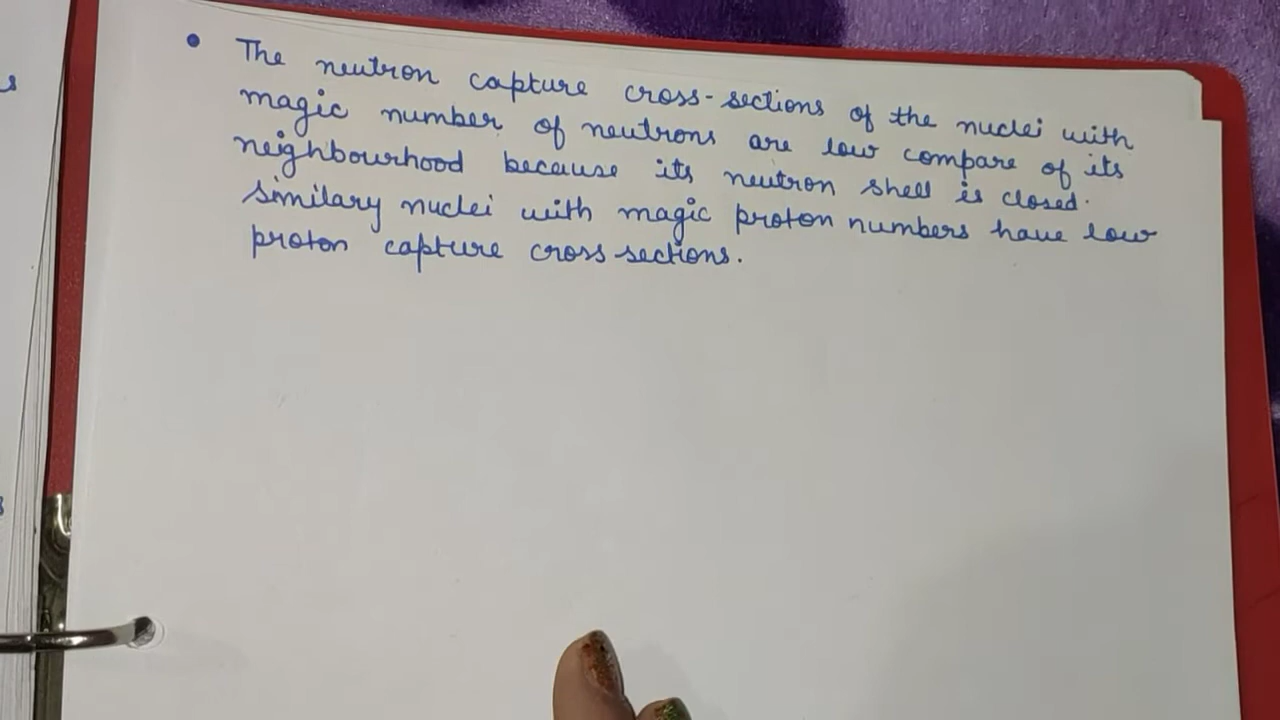 • The neutron capture cross-sections of the nuclei with
magic number of neutrons are low compare of its
neighbourhood because its neutron shell is closed.
similary nuclei with magic proton numbers have low
proton capture cross sections.